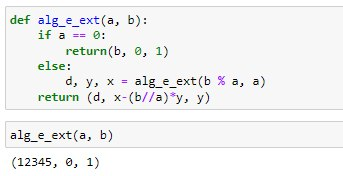 def alg_e_ext(a, b):
    if a == 0:
        return(b, 0, 1)
    else:
        d, y, x = alg_e_ext(b % a, a)
    return (d, x-(b//a)*y, y)
alg_e_ext(a, b)
(12345, 0, 1)